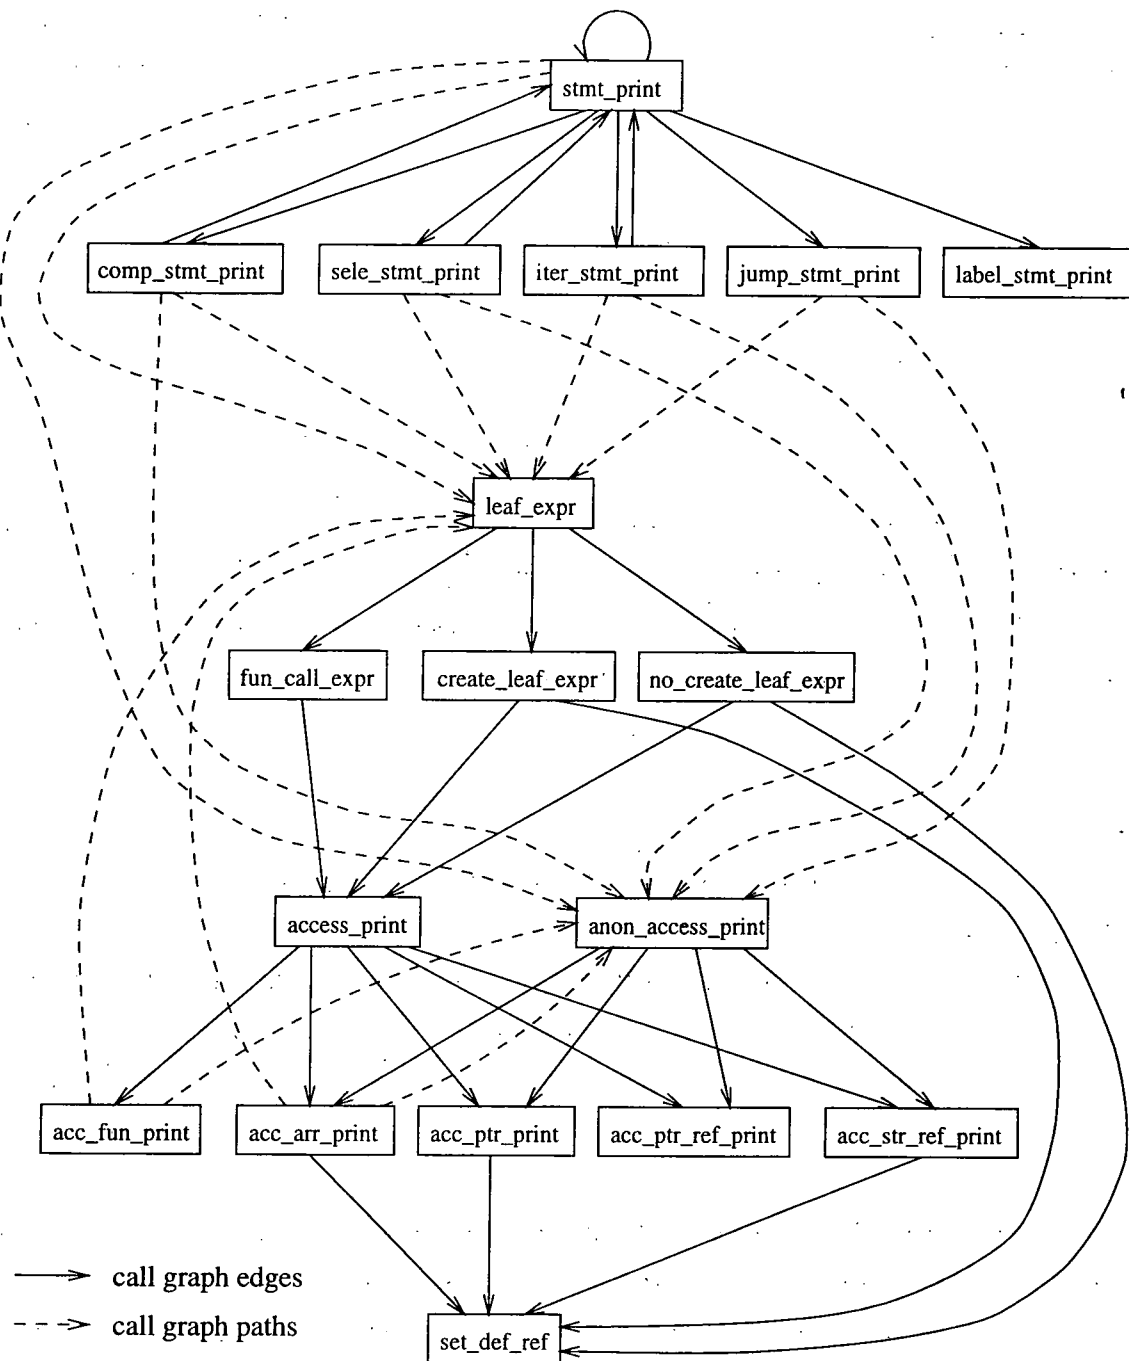 stmt_print
comp_stmt_print
sele_stmt_print
iter_stmt_print
jump_stmt_print
label_stmt_print
leaf_expr
fun_call_expr
create_leaf_expr
no_create_leaf_expr
access_print
anon_access_print
acc_fun_print
acc_arr_print
acc_ptr_print
acc_ptr_ref_print
acc_str_ref_print
call graph edges
call graph paths
set_def_ref